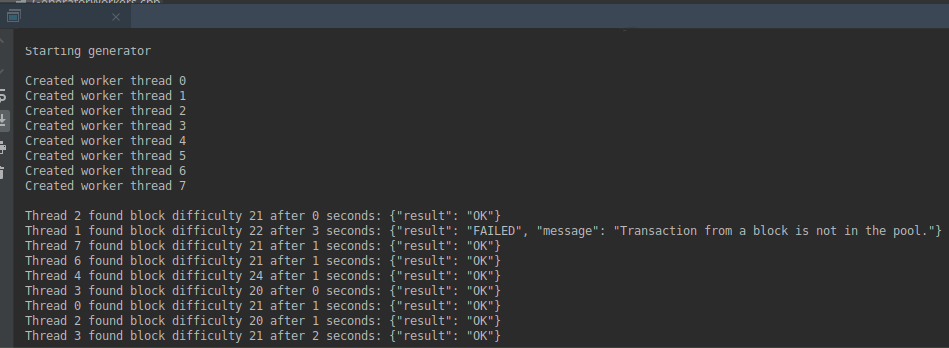 Starting generator
Created worker thread 0
Created worker thread 1
Created worker thread 2
Created worker thread 3
Created worker thread 4
Created worker thread 5
Created worker thread 6
Created worker thread 7
Thread 2 found block difficulty 21 after 0 seconds: {"result": "OK"}
Thread 1 found block difficulty 22 after 3 seconds: {"result": "FAILED", "message": "Transaction from a block is not in the pool."}
Thread 7 found block difficulty 21 after 1 seconds: {"result": "OK"}
Thread 6 found block difficulty 21 after 1 seconds: {"result": "OK"}
Thread 4 found block difficulty 24 after 1 seconds: {"result": "OK"}
Thread 3 found block difficulty 20 after 0 seconds: {"result": "OK"}
Thread 0 found block difficulty 21 after 1 seconds: {"result": "OK"}
Thread 2 found block difficulty 20 after 1 seconds: {"result": "OK"}
Thread 3 found block difficulty 21 after 2 seconds: {"result": "OK"}